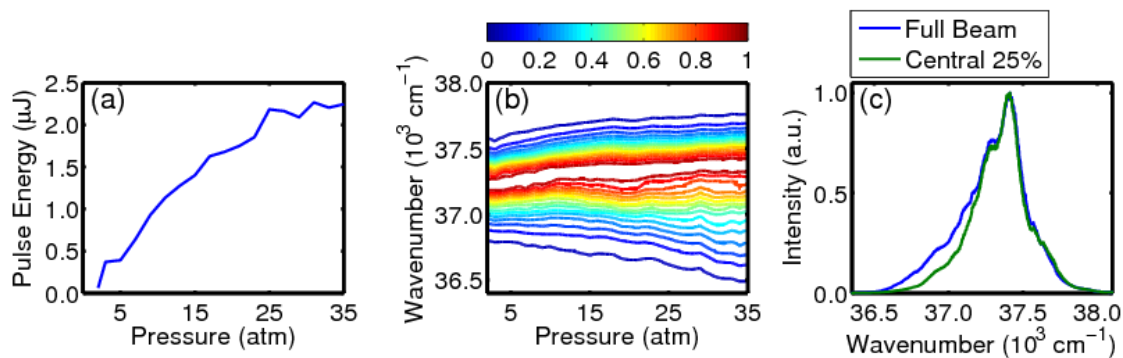 0 0.2 0.4 0.6 0.8 1
Full Beam
Central 25%
(a)
Pulse Energy (μJ)
2.5
2.0
1.5
1.0
0.5
0.0
5 15 25 35
Pressure (atm)
(b)
Wavenumber (10³ cm⁻¹)
38.0
37.5
37.0
36.5
5 15 25 35
Pressure (atm)
(c)
Intensity (a.u.)
1.0
0.5
0.0
36.5 37.0 37.5 38.0
Wavenumber (10³ cm⁻¹)